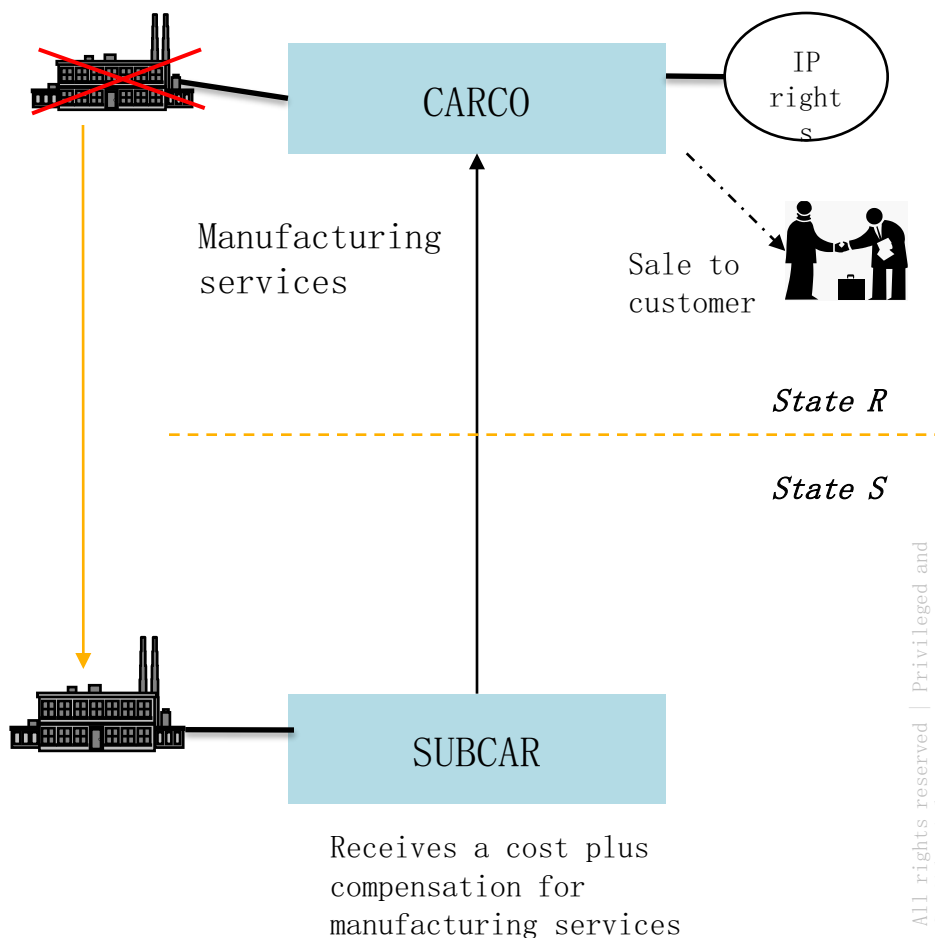 CARCO
IP
right
s
Manufacturing
services
Sale to
customer
State R
State S
SUBCAR
Receives a cost plus
compensation for
manufacturing services
All rights reserved | Privileged and